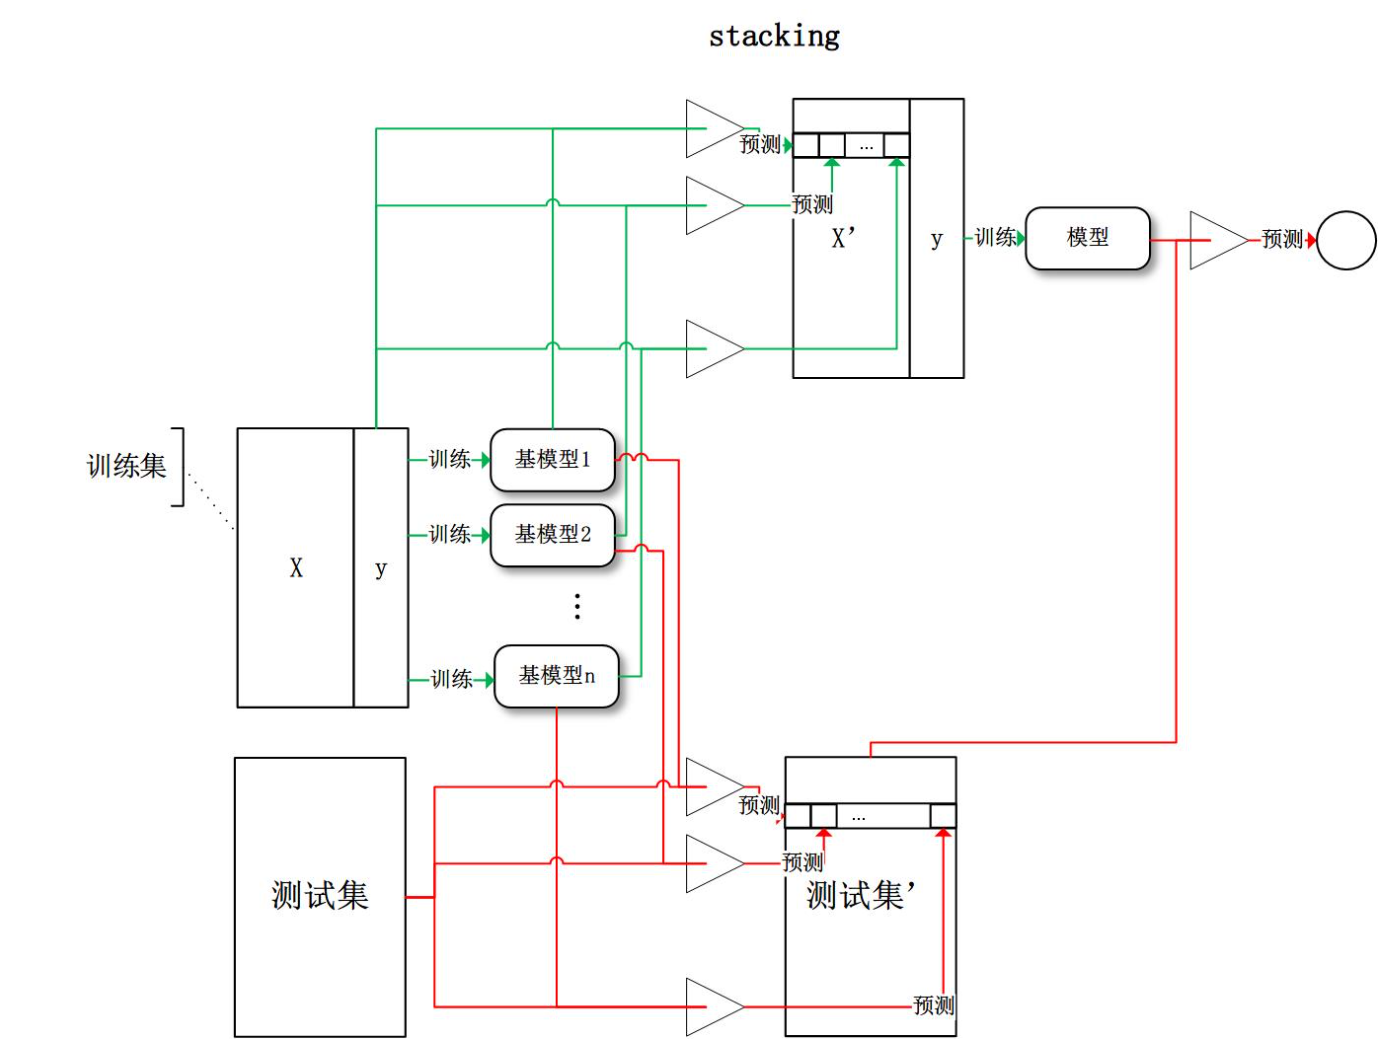 stacking
预测
...
预测
X’
y
训练
模型
预测
训练集
X
y
训练
基模型1
训练
基模型2
⋮
训练
基模型n
测试集
预测
...
预测
测试集’
预测